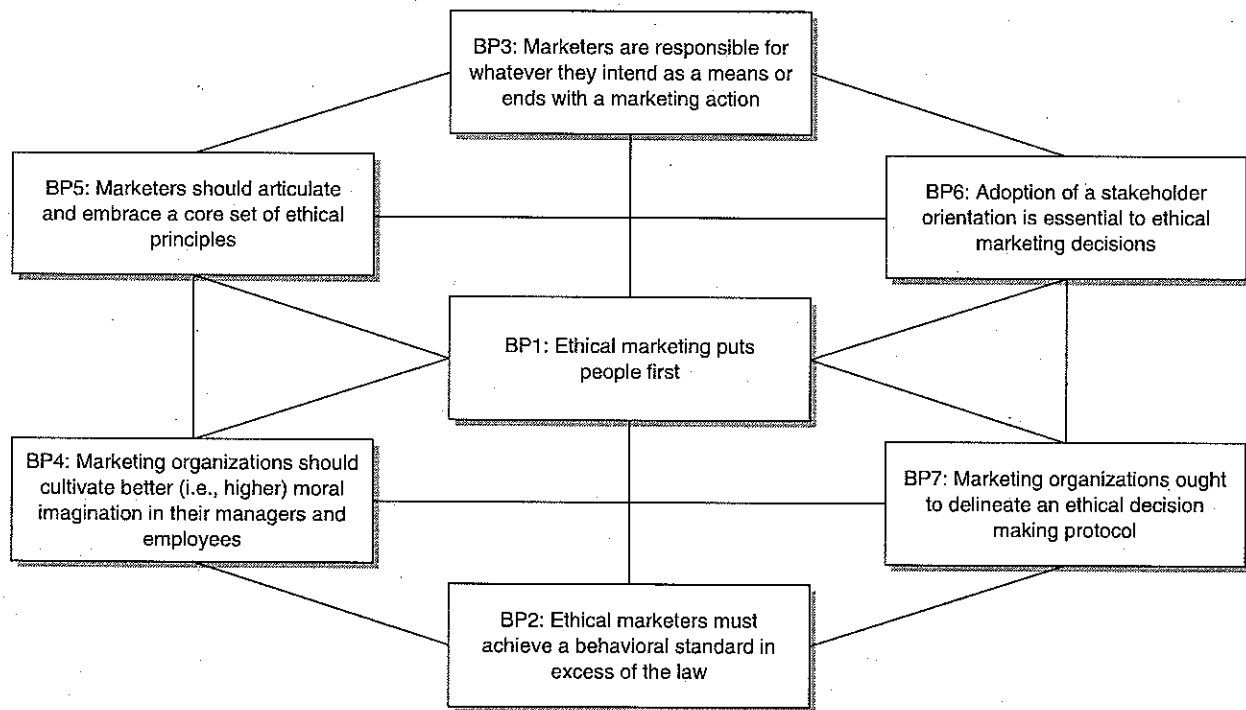 BP3: Marketers are responsible for
whatever they intend as a means or
ends with a marketing action
BP5: Marketers should articulate
and embrace a core set of ethical
principles
BP6: Adoption of a stakeholder
orientation is essential to ethical
marketing decisions
BP1: Ethical marketing puts
people first
BP4: Marketing organizations should
cultivate better (i.e., higher) moral
imagination in their managers and
employees
BP7: Marketing organizations ought
to delineate an ethical decision
making protocol
BP2: Ethical marketers must
achieve a behavioral standard in
excess of the law